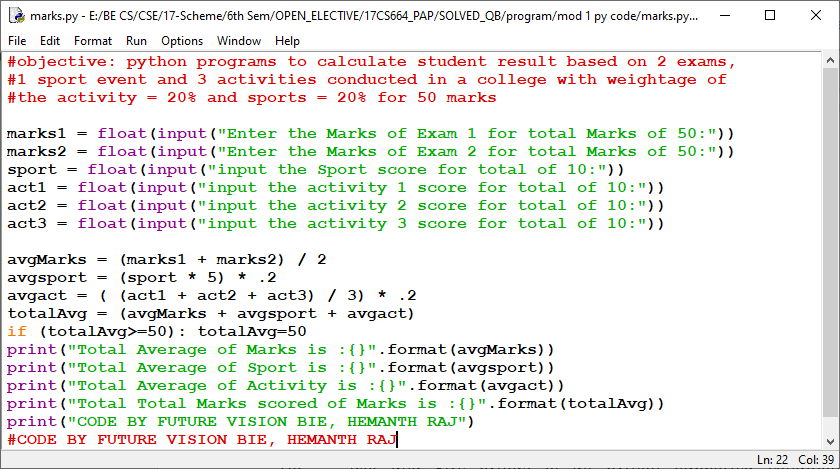 marks.py - E:/BE CS/CSE/17-Scheme/6th Sem/OPEN_ELECTIVE/17CS664_PAP/SOLVED_QB/program/mod 1 py code/marks.py...
File Edit Format Run Options Window Help
#objective: python programs to calculate student result based on 2 exams,
#1 sport event and 3 activities conducted in a college with weightage of
#the activity = 20% and sports = 20% for 50 marks

marks1 = float(input("Enter the Marks of Exam 1 for total Marks of 50:"))
marks2 = float(input("Enter the Marks of Exam 2 for total Marks of 50:"))
sport = float(input("input the Sport score for total of 10:"))
act1 = float(input("input the activity 1 score for total of 10:"))
act2 = float(input("input the activity 2 score for total of 10:"))
act3 = float(input("input the activity 3 score for total of 10:"))

avgMarks = (marks1 + marks2) / 2
avgsport = (sport * 5) * .2
avgact = ( (act1 + act2 + act3) / 3) * .2
totalAvg = (avgMarks + avgsport + avgact)
if (totalAvg>=50): totalAvg=50
print("Total Average of Marks is :{}".format(avgMarks))
print("Total Average of Sport is :{}".format(avgsport))
print("Total Average of Activity is :{}".format(avgact))
print("Total Total Marks scored of Marks is :{}".format(totalAvg))
print("CODE BY FUTURE VISION BIE, HEMANTH RAJ")
#CODE BY FUTURE VISION BIE, HEMANTH RAJ
Ln: 22 Col: 39